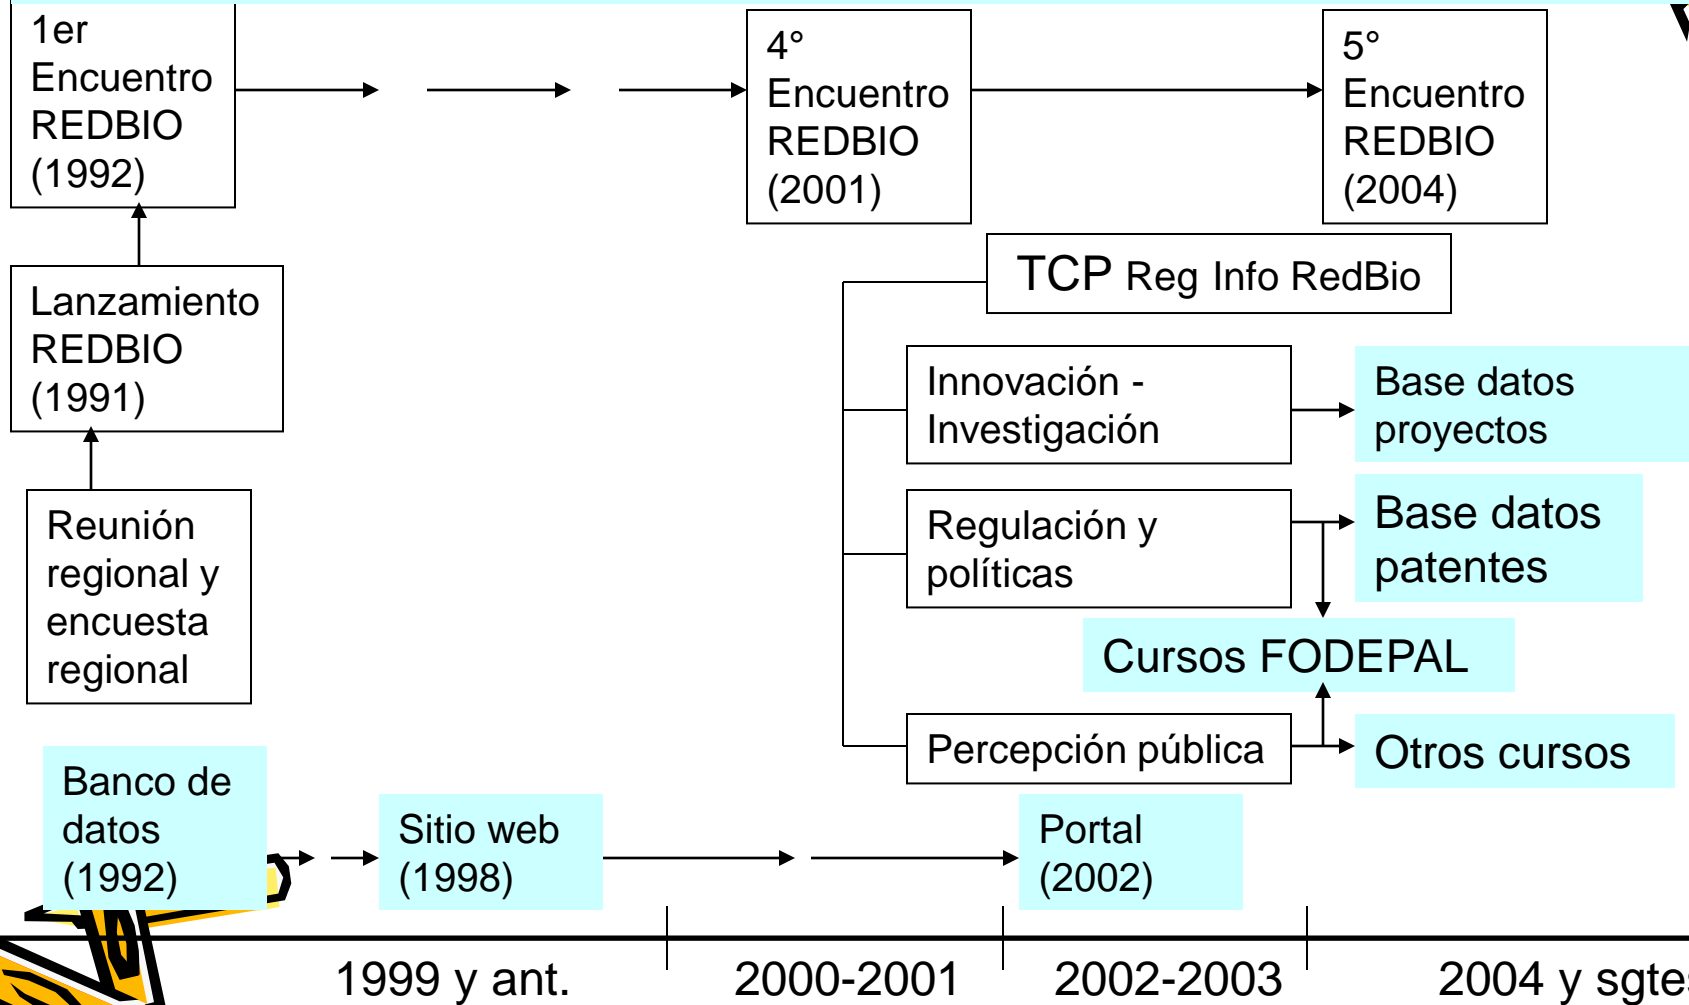 1er
Encuentro
REDBIO
(1992)
4°
Encuentro
REDBIO
(2001)
5°
Encuentro
REDBIO
(2004)
TCP Reg Info RedBio
Lanzamiento
REDBIO
(1991)
Innovación -
Investigación
Base datos
proyectos
Reunión
regional y
encuesta
regional
Regulación y
políticas
Base datos
patentes
Cursos FODEPAL
Percepción pública
Otros cursos
Banco de
datos
(1992)
Sitio web
(1998)
Portal
(2002)
1999 y ant.
2000-2001
2002-2003
2004 y sgtes